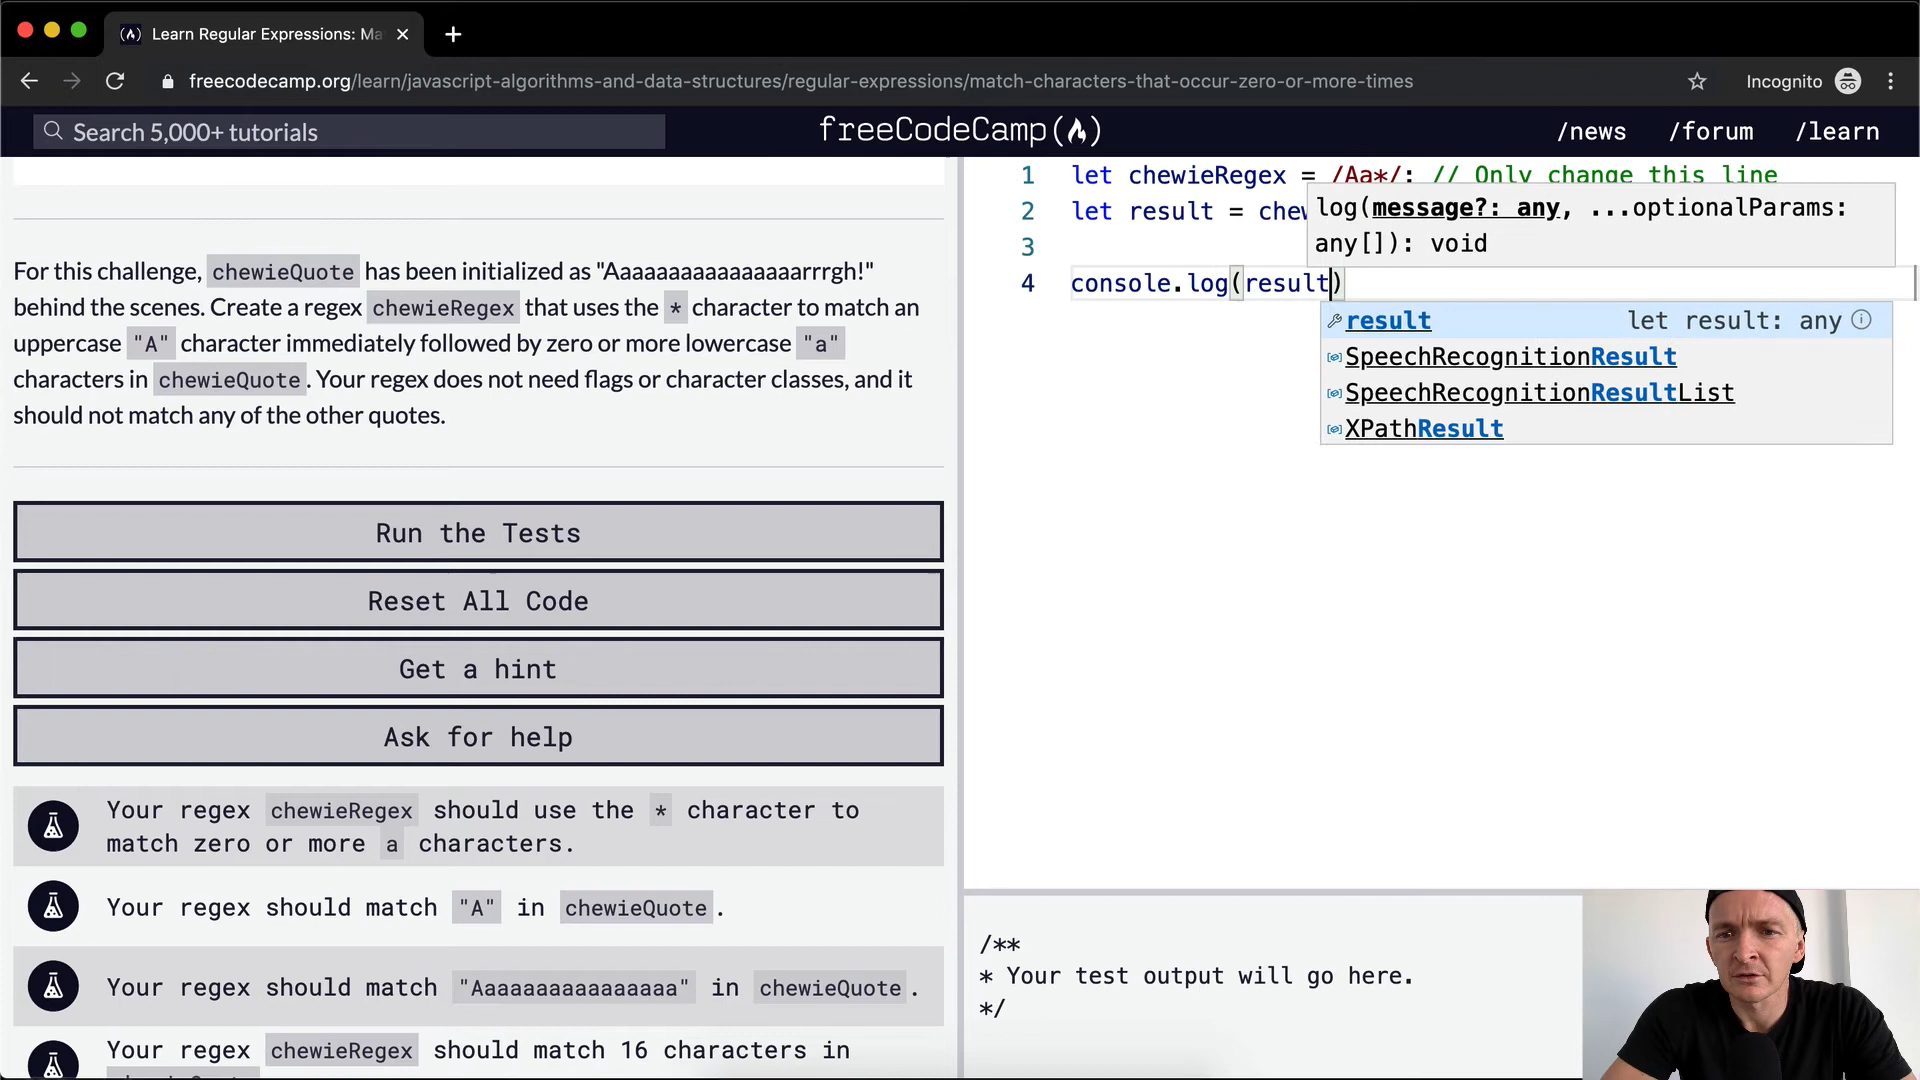 Learn Regular Expressions: Ma
freecodecamp.org/learn/javascript-algorithms-and-data-structures/regular-expressions/match-characters-that-occur-zero-or-more-times
Incognito
Search 5,000+ tutorials
freeCodeCamp(🔥)
/news /forum /learn
For this challenge, chewieQuote has been initialized as "Aaaaaaaaaaaaaaaarrrgh!"
behind the scenes. Create a regex chewieRegex that uses the * character to match an
uppercase "A" character immediately followed by zero or more lowercase "a"
characters in chewieQuote. Your regex does not need flags or character classes, and it
should not match any of the other quotes.
Run the Tests
Reset All Code
Get a hint
Ask for help
Your regex chewieRegex should use the * character to
match zero or more a characters.
Your regex should match "A" in chewieQuote.
Your regex should match "Aaaaaaaaaaaaaaaa" in chewieQuote.
Your regex chewieRegex should match 16 characters in
1 let chewieRegex = /Aa*/; // Only change this line
2 let result = chew
3
4 console.log(result)
log(message?: any, ...optionalParams:
any[]): void
result let result: any
SpeechRecognitionResult
SpeechRecognitionResultList
XPathResult
/**
* Your test output will go here.
*/